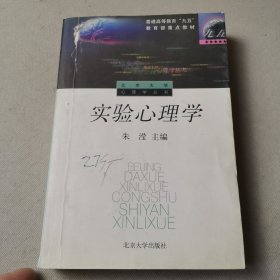 普通高等教育“九五”
教育部重点教材
北京大学
心理学丛书
实验心理学
朱滢 主编
BEIJING
DAXUE
XINLIXUE
CONGSHU
SHIYAN
XINLIXUE
北京大学出版社